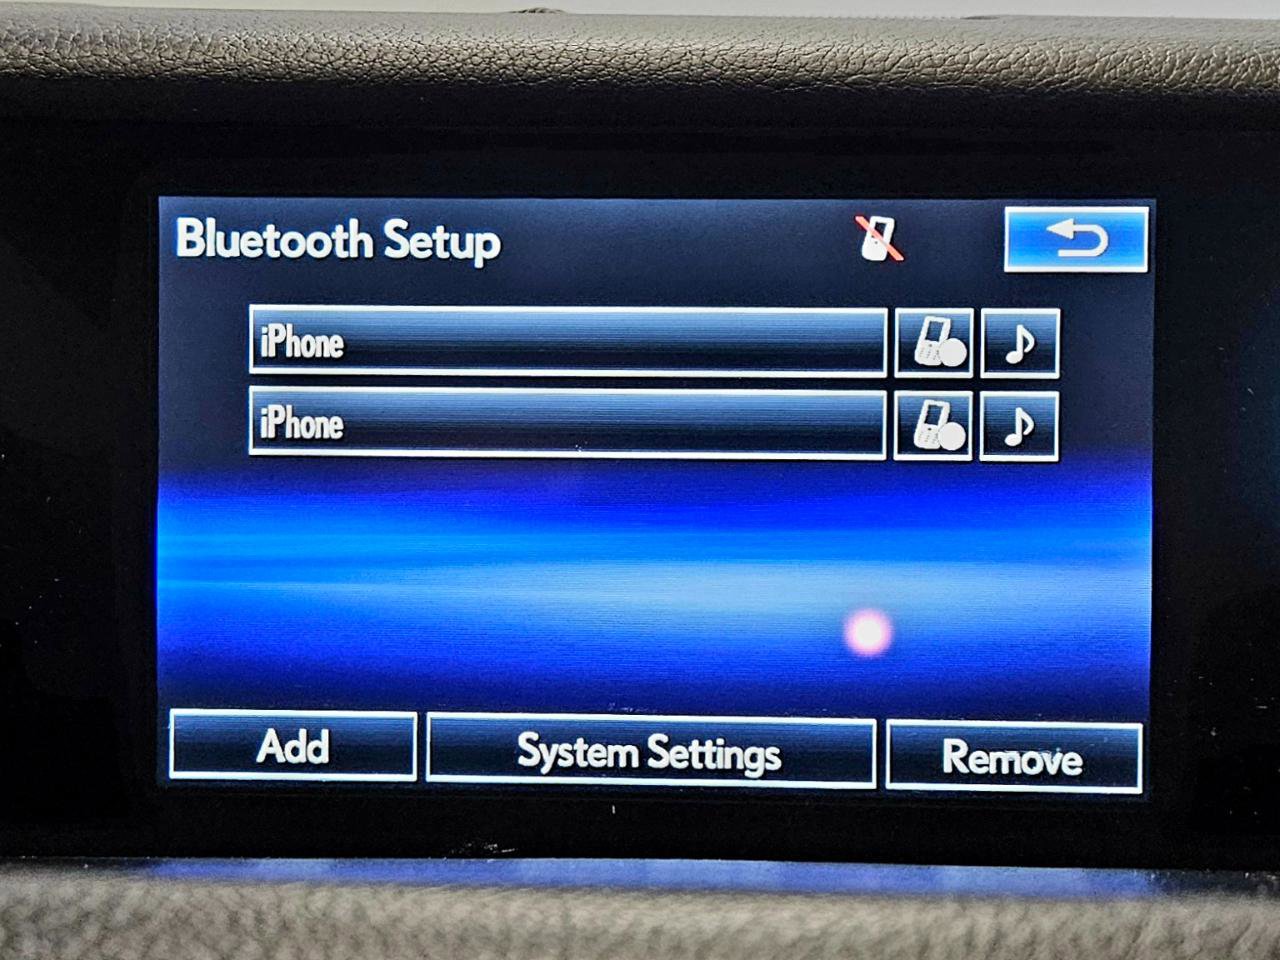 Bluetooth Setup
iPhone
iPhone
Add
System Settings
Remove